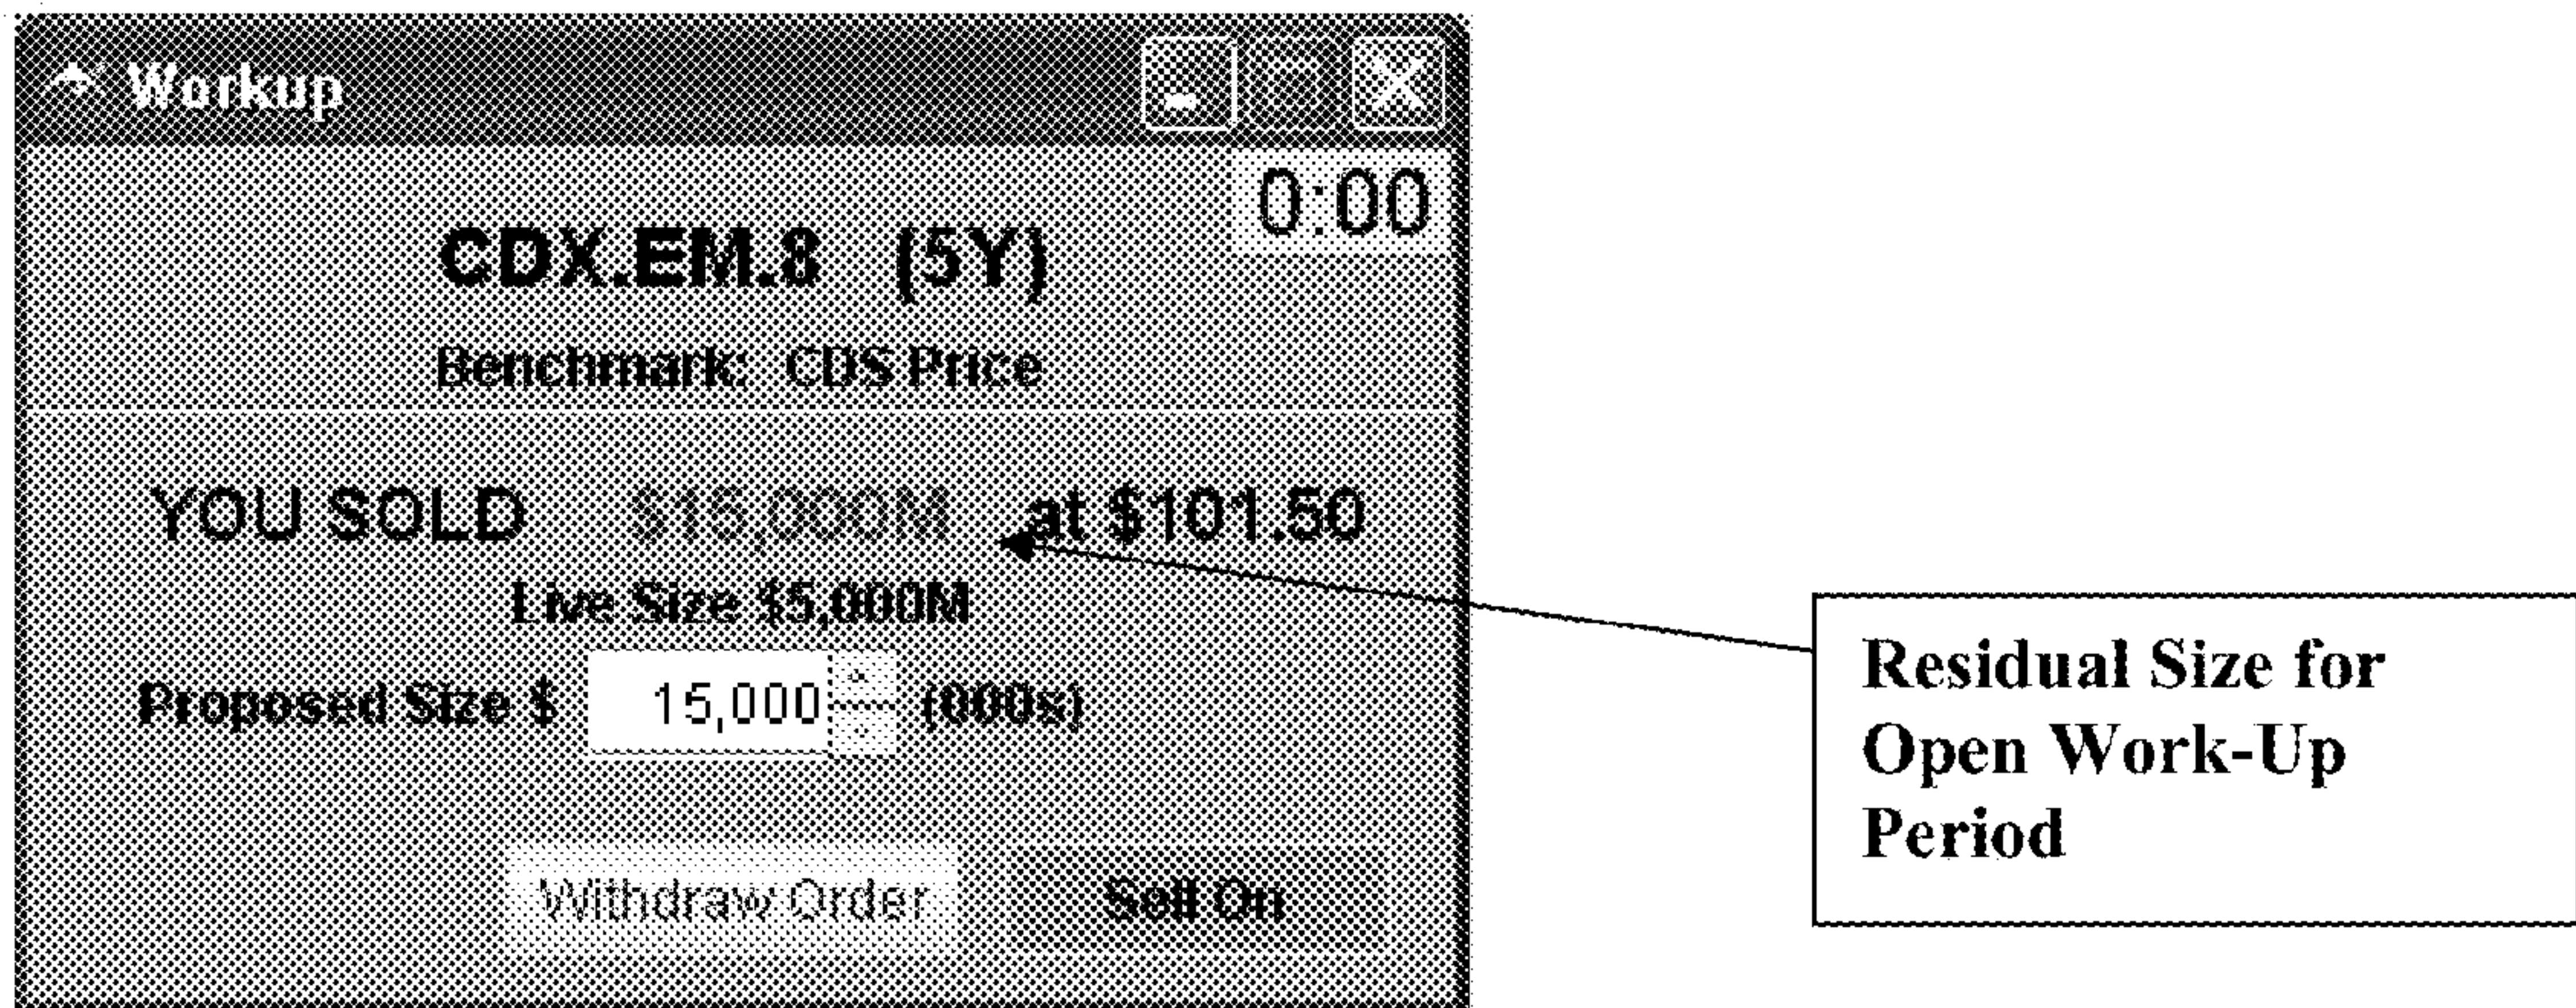 Workup
0:00
CDX.EM.8 (5Y)
Benchmark: CDS Price
YOU SOLD $15,000M at $101.50
Live Size $5,000M
Proposed Size $ 15,000 (000s)
Withdraw Order Sell On
Residual Size for
Open Work-Up
Period